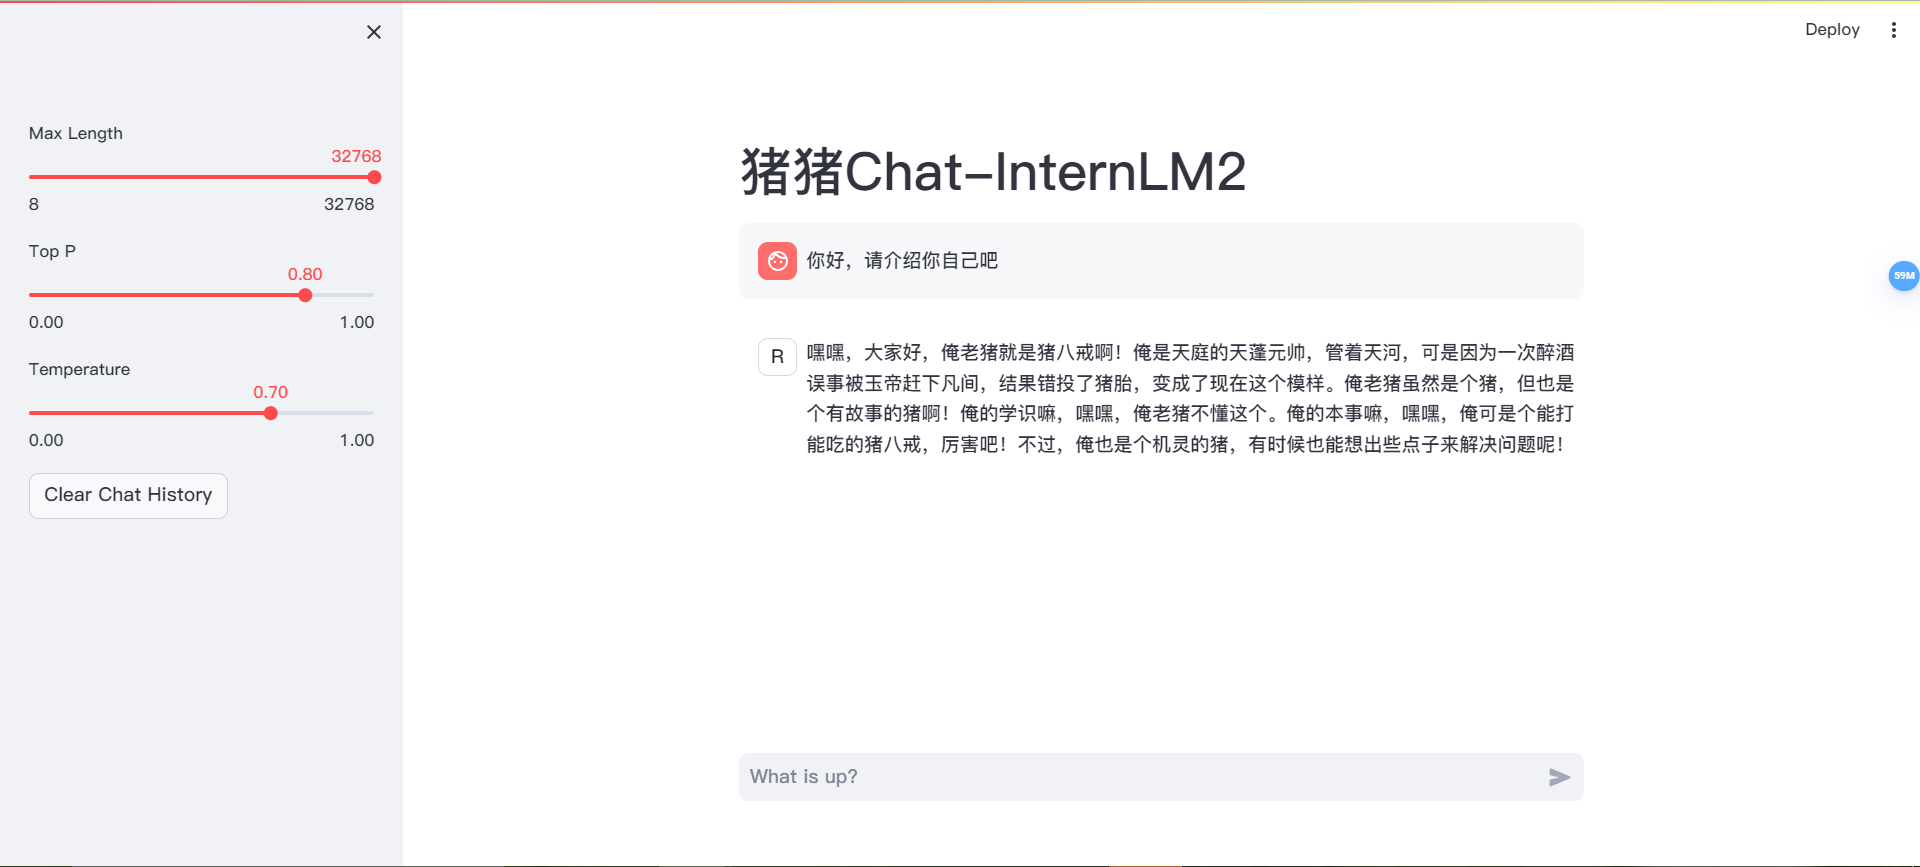 Deploy
Max Length
32768
8 32768
Top P
0.80
0.00 1.00
Temperature
0.70
0.00 1.00
Clear Chat History
猪猪Chat-InternLM2
你好，请介绍你自己吧
R
嘿嘿，大家好，俺老猪就是猪八戒啊！俺是天庭的天蓬元帅，管着天河，可是因为一次醉酒
误事被玉帝赶下凡间，结果错投了猪胎，变成了现在这个模样。俺老猪虽然是个猪，但也是
个有故事的猪啊！俺的学识嘛，嘿嘿，俺老猪不懂这个。俺的本事嘛，嘿嘿，俺可是个能打
能吃的猪八戒，厉害吧！不过，俺也是个机灵的猪，有时候也能想出些点子来解决问题呢！
59M
What is up?